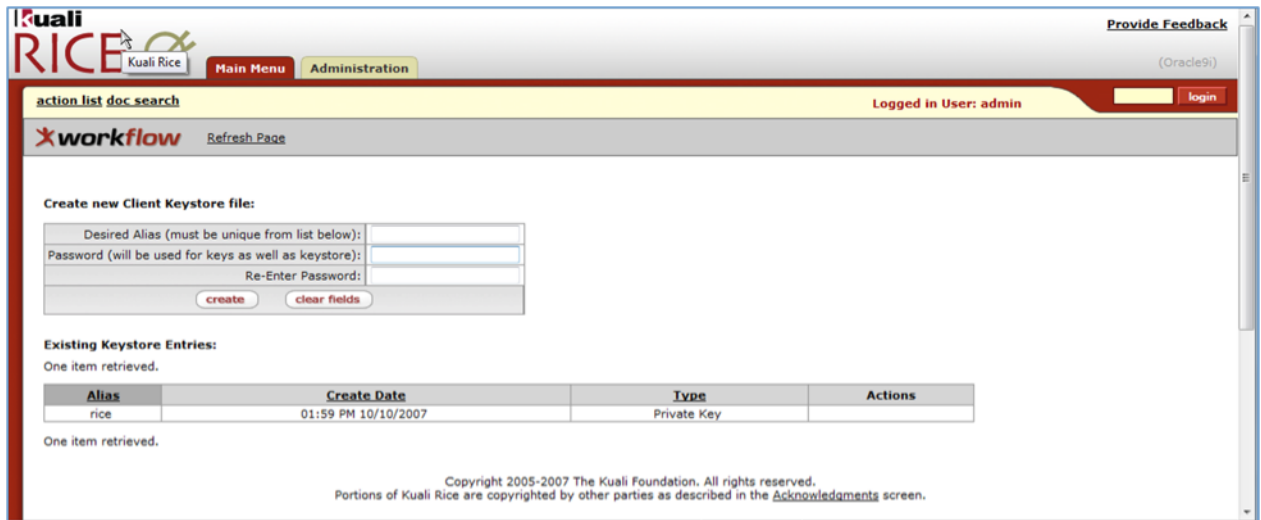 Kuali
RICE
Kuali Rice
Main Menu Administration
Provide Feedback
(Oracle9i)
action list doc search Logged in User: admin login
workflow Refresh Page
Create new Client Keystore file:
Desired Alias (must be unique from list below):
Password (will be used for keys as well as keystore):
Re-Enter Password:
create clear fields
Existing Keystore Entries:
One item retrieved.
Alias Create Date Type Actions
rice 01:59 PM 10/10/2007 Private Key
One item retrieved.
Copyright 2005-2007 The Kuali Foundation. All rights reserved.
Portions of Kuali Rice are copyrighted by other parties as described in the Acknowledgments screen.